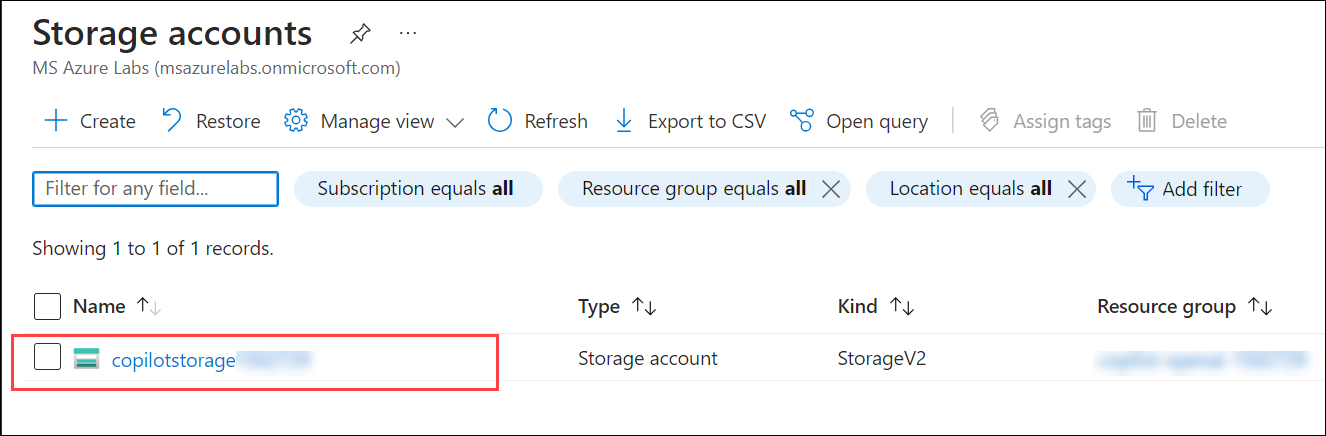 Storage accounts
MS Azure Labs (msazurelabs.onmicrosoft.com)
Create Restore Manage view Refresh Export to CSV Open query Assign tags Delete
Filter for any field... Subscription equals all Resource group equals all Location equals all Add filter
Showing 1 to 1 of 1 records.
Name Type Kind Resource group
copilotstorage Storage account StorageV2